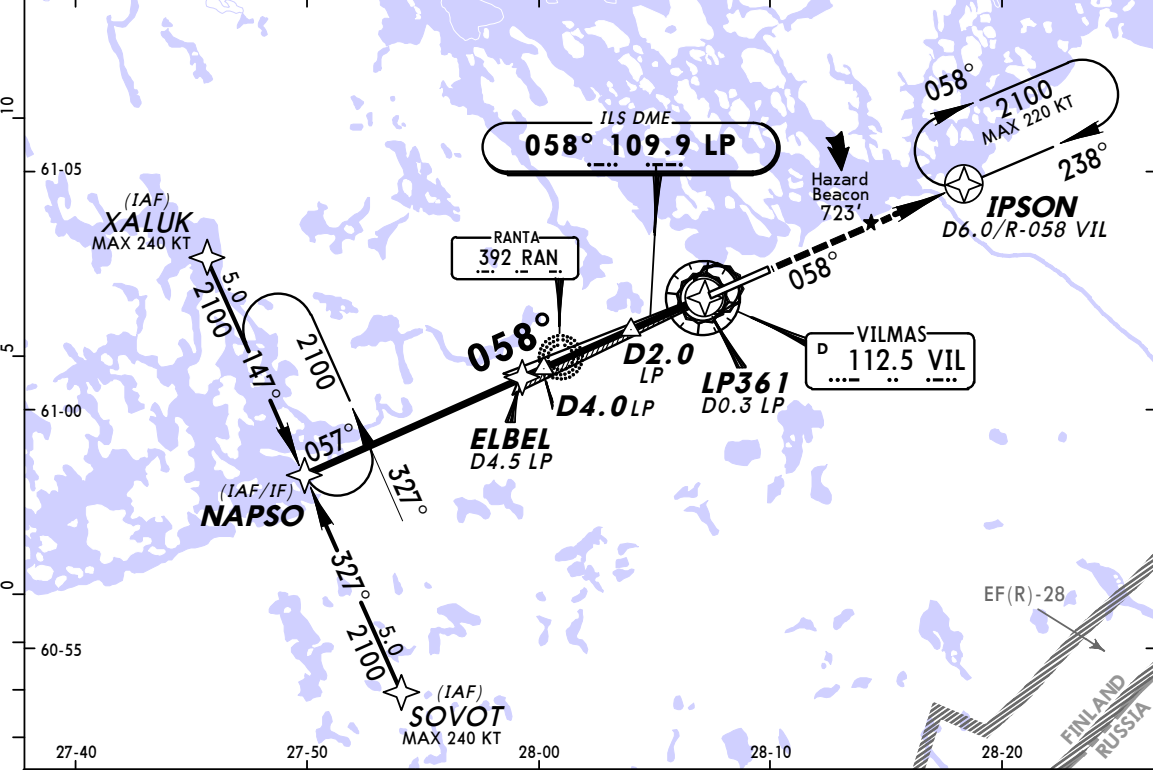 ILS DME
058° 109.9 LP
058°
2100
MAX 220 KT
238°
10
61-05
Hazard
Beacon
723'
IPSON
D6.0/R-058 VIL
(IAF)
XALUK
MAX 240 KT
RANTA
392 RAN
5.0
2100
2100
058°
058°
VILMAS
D 112.5 VIL
5
147°
D2.0
LP
LP361
D0.3 LP
61-00
D4.0 LP
057°
ELBEL
D4.5 LP
(IAF/IF)
NAPSO
327°
327°
0
EF(R)-28
5.0
2100
60-55
(IAF)
SOVOT
MAX 240 KT
FINLAND
RUSSIA
27-40
27-50
28-00
28-10
28-20